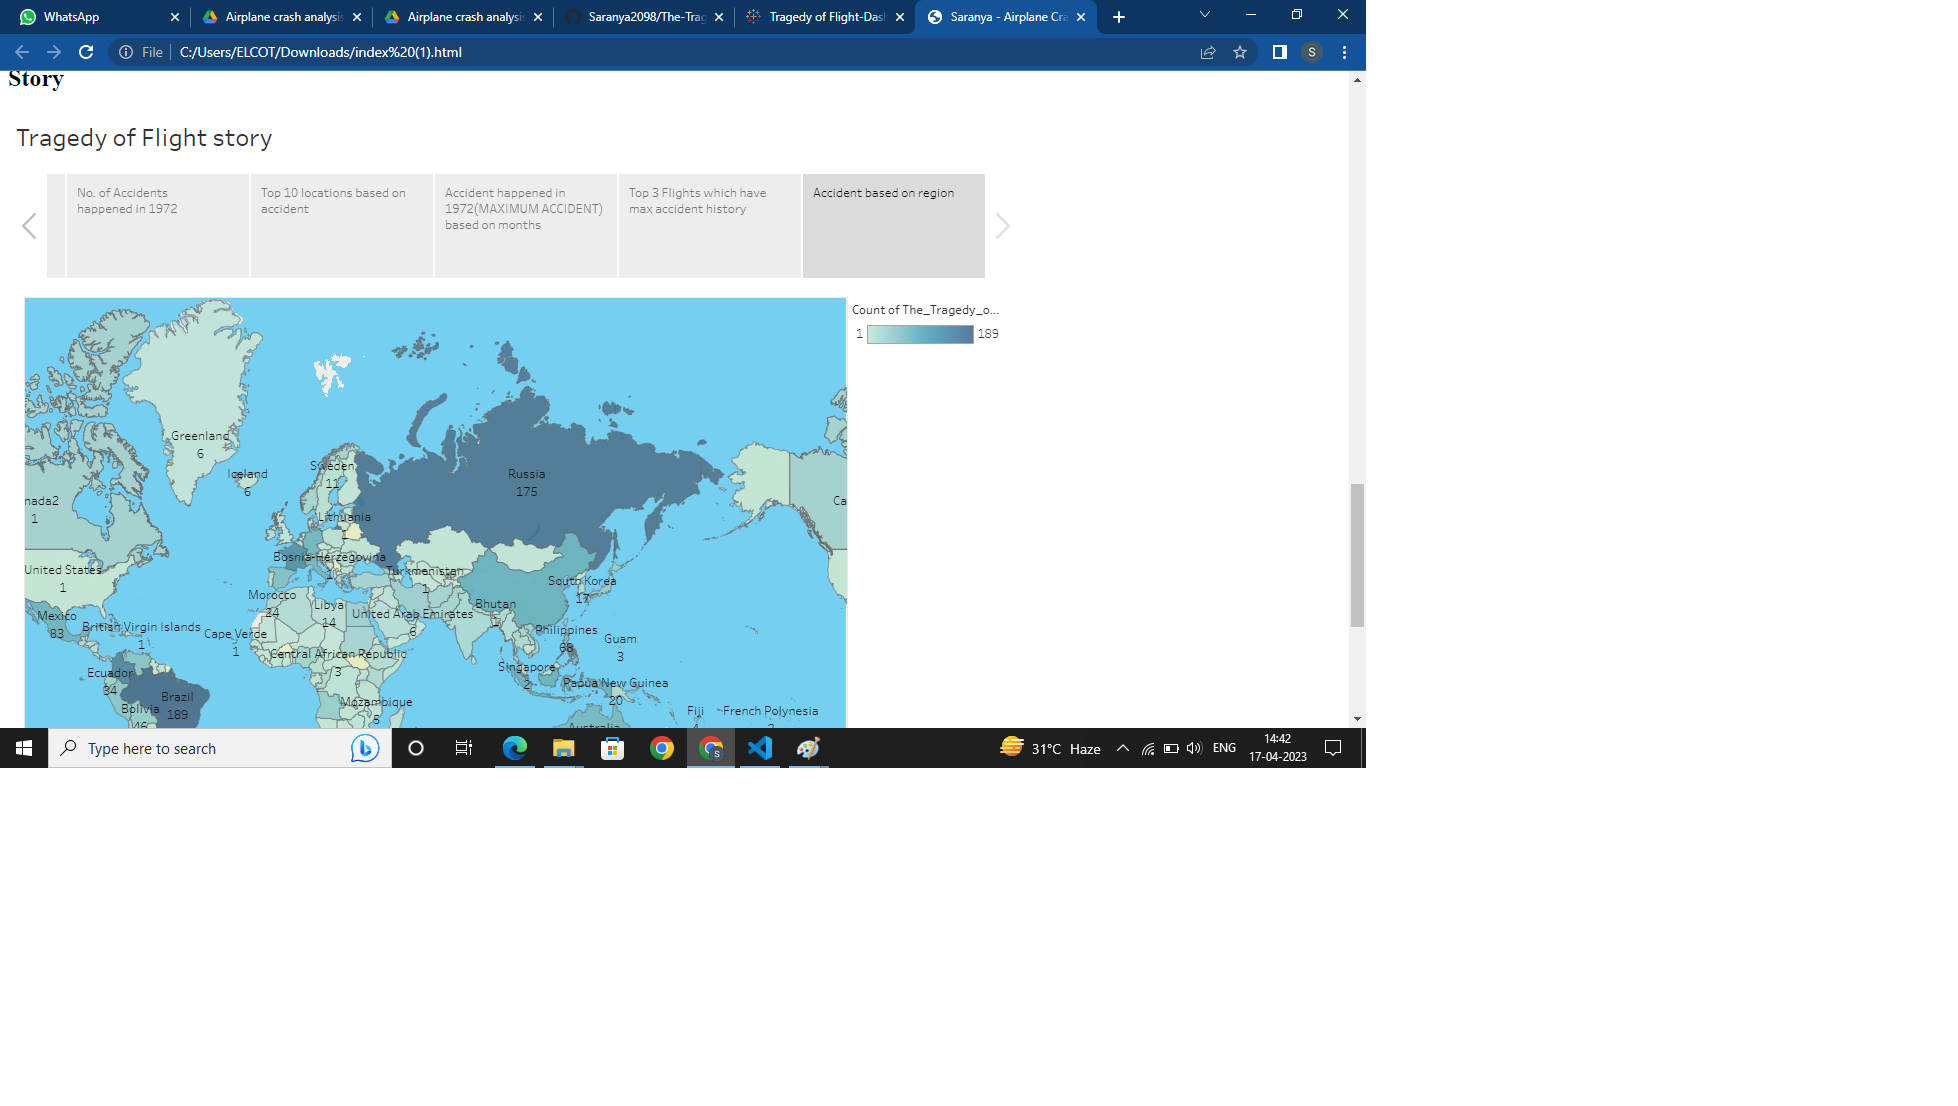 WhatsApp
Airplane crash analysis
Airplane crash analysis
Saranya2098/The-Trag
Tragedy of Flight-Dash
Saranya - Airplane Cra
File
C:/Users/ELCOT/Downloads/index%20(1).html
S
Story
Tragedy of Flight story
No. of Accidents
happened in 1972
Top 10 locations based on
accident
Accident happened in
1972(MAXIMUM ACCIDENT)
based on months
Top 3 Flights which have
max accident history
Accident based on region
Count of The_Tragedy_o...
1
189
Greenland
6
Iceland
6
Sweden
11
Russia
175
nada2
1
Ca
Lithuania
1
Bosnia-Herzegovina
1
United States
1
Turkmenistan
1
South Korea
17
Morocco
24
Libya
14
United Arab Emirates
6
Bhutan
1
Mexico
83
British Virgin Islands
1
Cape Verde
1
Philippines
68
Guam
3
Central African Republic
3
Singapore
2
Ecuador
34
Papua New Guinea
20
Brazil
189
Mozambique
5
Bolivia
46
Fiji
French Polynesia
Australia
Type here to search
S
31°C Haze
ENG
14:42
17-04-2023